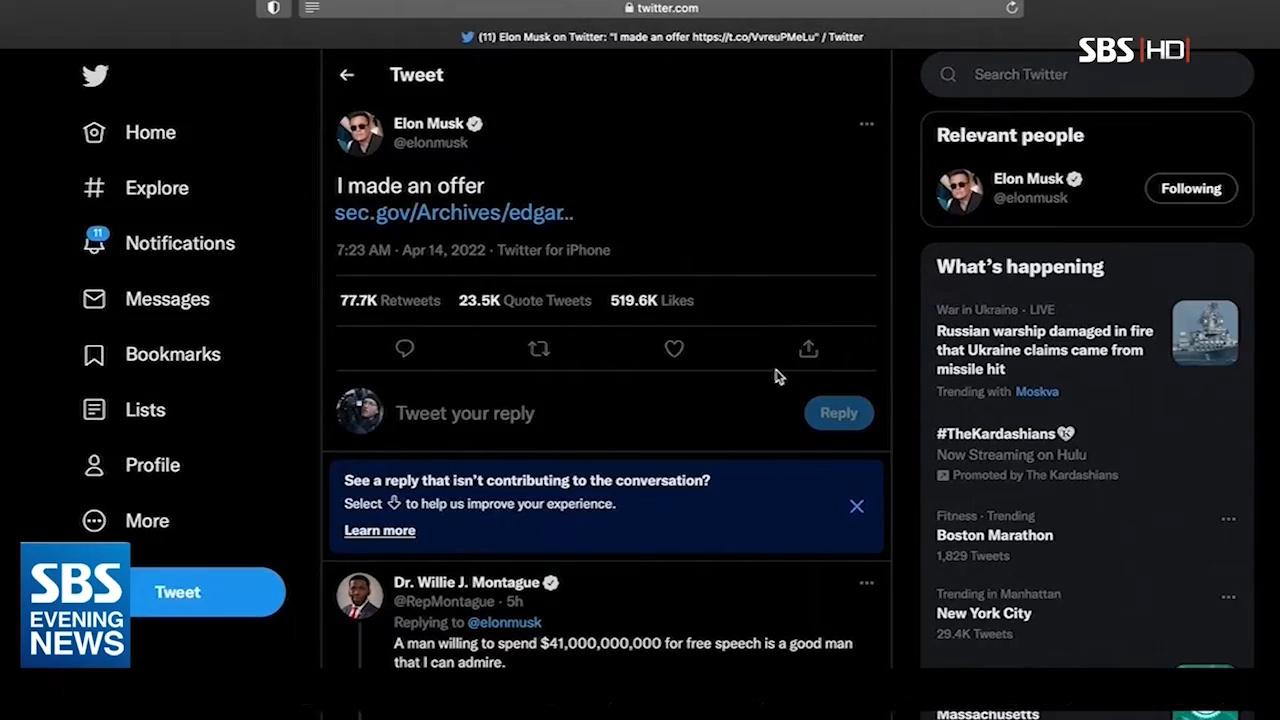 twitter.com
(11) Elon Musk on Twitter: "I made an offer https://t.co/VvreuPMeLu" / Twitter
SBS |HD|
Tweet
Search Twitter
Home
Explore
11
Notifications
Messages
Bookmarks
Lists
Profile
More
Tweet
SBS
EVENING
NEWS
Elon Musk
@elonmusk
I made an offer
sec.gov/Archives/edgar…
7:23 AM · Apr 14, 2022 · Twitter for iPhone
77.7K Retweets 23.5K Quote Tweets 519.6K Likes
Tweet your reply
Reply
See a reply that isn't contributing to the conversation?
Select to help us improve your experience.
Learn more
Dr. Willie J. Montague
@RepMontague · 5h
Replying to @elonmusk
A man willing to spend $41,000,000,000 for free speech is a good man
that I can admire.
Relevant people
Elon Musk
@elonmusk
Following
What's happening
War in Ukraine · LIVE
Russian warship damaged in fire
that Ukraine claims came from
missile hit
Trending with Moskva
#TheKardashians
Now Streaming on Hulu
Promoted by The Kardashians
Fitness · Trending
Boston Marathon
1,829 Tweets
Trending in Manhattan
New York City
29.4K Tweets
Massachusetts